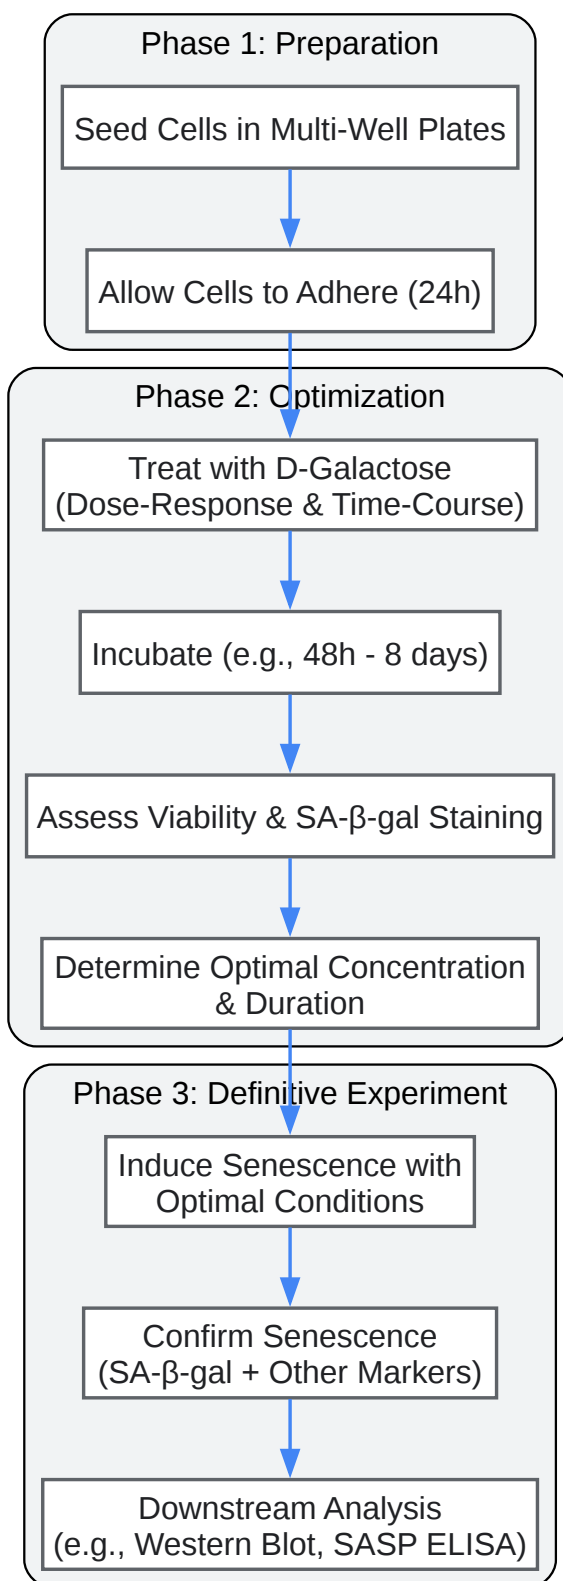 Phase 1: Preparation
Seed Cells in Multi-Well Plates
Allow Cells to Adhere (24h)
Phase 2: Optimization
Treat with D-Galactose
(Dose-Response & Time-Course)
Incubate (e.g., 48h - 8 days)
Assess Viability & SA-β-gal Staining
Determine Optimal Concentration
& Duration
Phase 3: Definitive Experiment
Induce Senescence with
Optimal Conditions
Confirm Senescence
(SA-β-gal + Other Markers)
Downstream Analysis
(e.g., Western Blot, SASP ELISA)